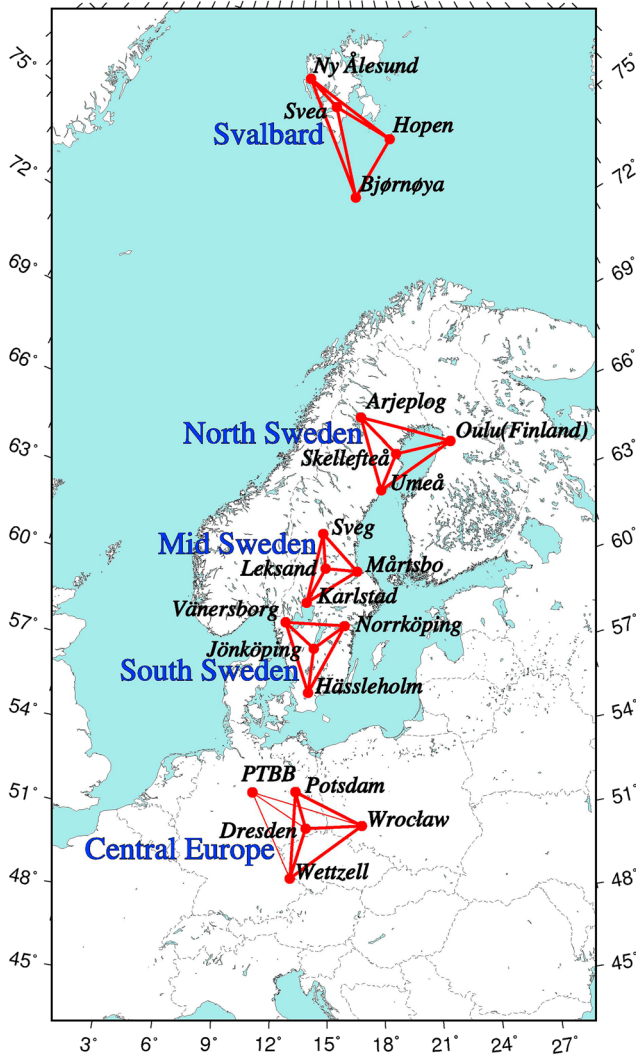 75°
75°
Ny Ålesund
Svea
Hopen
Svalbard
Bjørnøya
72°
72°
69°
69°
66°
66°
Arjeplog
North Sweden
Oulu(Finland)
63°
63°
Skellefteå
Umeå
Sveg
60°
60°
Mid Sweden
Leksand
Mårtsbo
Karlstad
Vänersborg
57°
57°
Norrköping
Jönköping
South Sweden
Hässleholm
54°
54°
PTBB
Potsdam
51°
51°
Wrocław
Dresden
Central Europe
Wettzell
48°
48°
45°
45°
3° 6° 9° 12° 15° 18° 21° 24° 27°